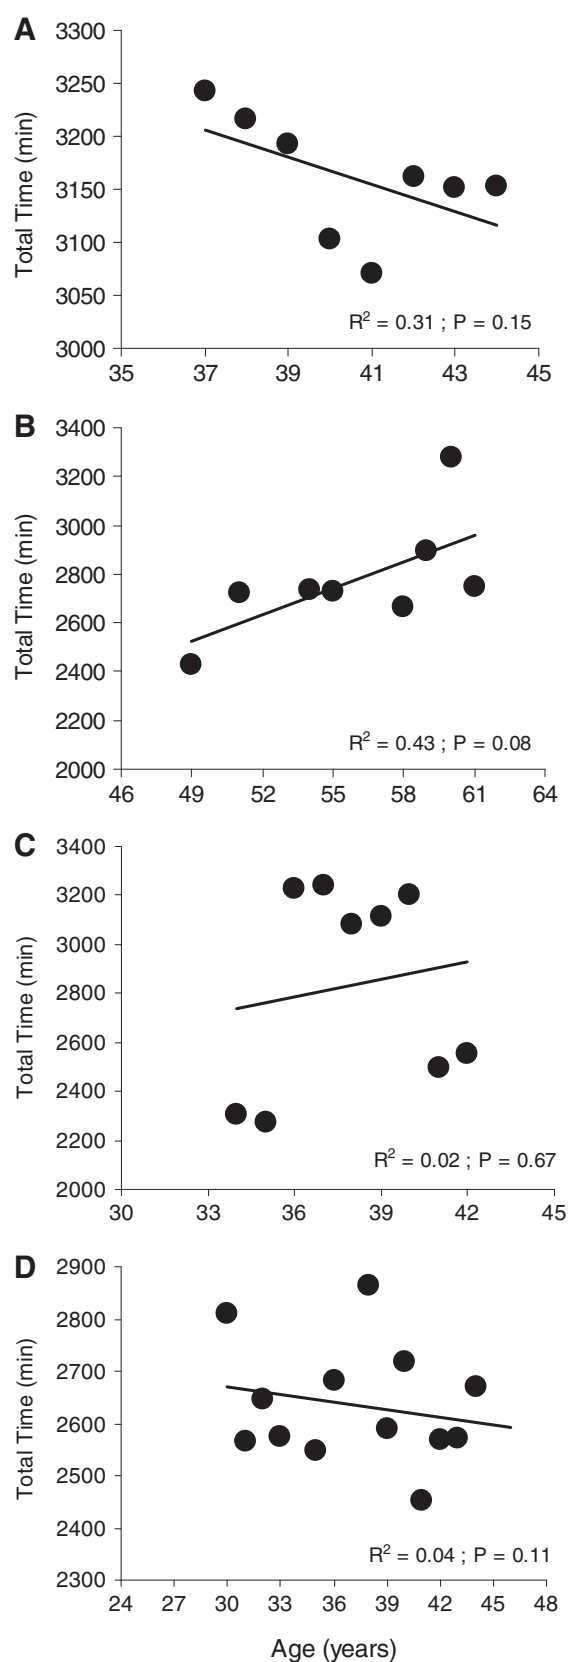 A
Total Time (min)
3300
3250
3200
3150
3100
3050
3000
R² = 0.31 ; P = 0.15
35 37 39 41 43 45
B
Total Time (min)
3400
3200
3000
2800
2600
2400
2200
2000
R² = 0.43 ; P = 0.08
46 49 52 55 58 61 64
C
Total Time (min)
3400
3200
3000
2800
2600
2400
2200
2000
R² = 0.02 ; P = 0.67
30 33 36 39 42 45
D
Total Time (min)
2900
2800
2700
2600
2500
2400
2300
R² = 0.04 ; P = 0.11
24 27 30 33 36 39 42 45 48
Age (years)